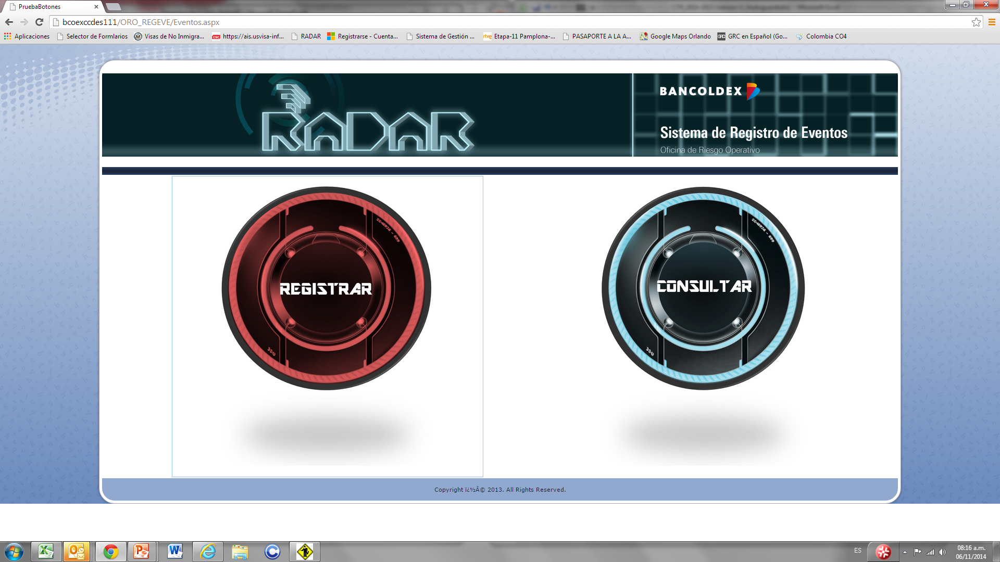 PruebaBotones
bcoexccdes111/ORO_REGEVE/Eventos.aspx
Aplicaciones
Selector de Formlarios
Visas de No Inmigra...
https://ais.usvisa-inf...
RADAR
Registrarse - Cuenta...
Sistema de Gestión ...
Etapa-11 Pamplona-...
PASAPORTE A LA A...
Google Maps Orlando
GRC en Español (Go...
Colombia CO4
RADAR
BANCOLDEX
Sistema de Registro de Eventos
Oficina de Riesgo Operativo
REGISTRAR
CONSULTAR
Copyright ï¿½Â© 2013. All Rights Reserved.
ES
08:16 a.m.
06/11/2014